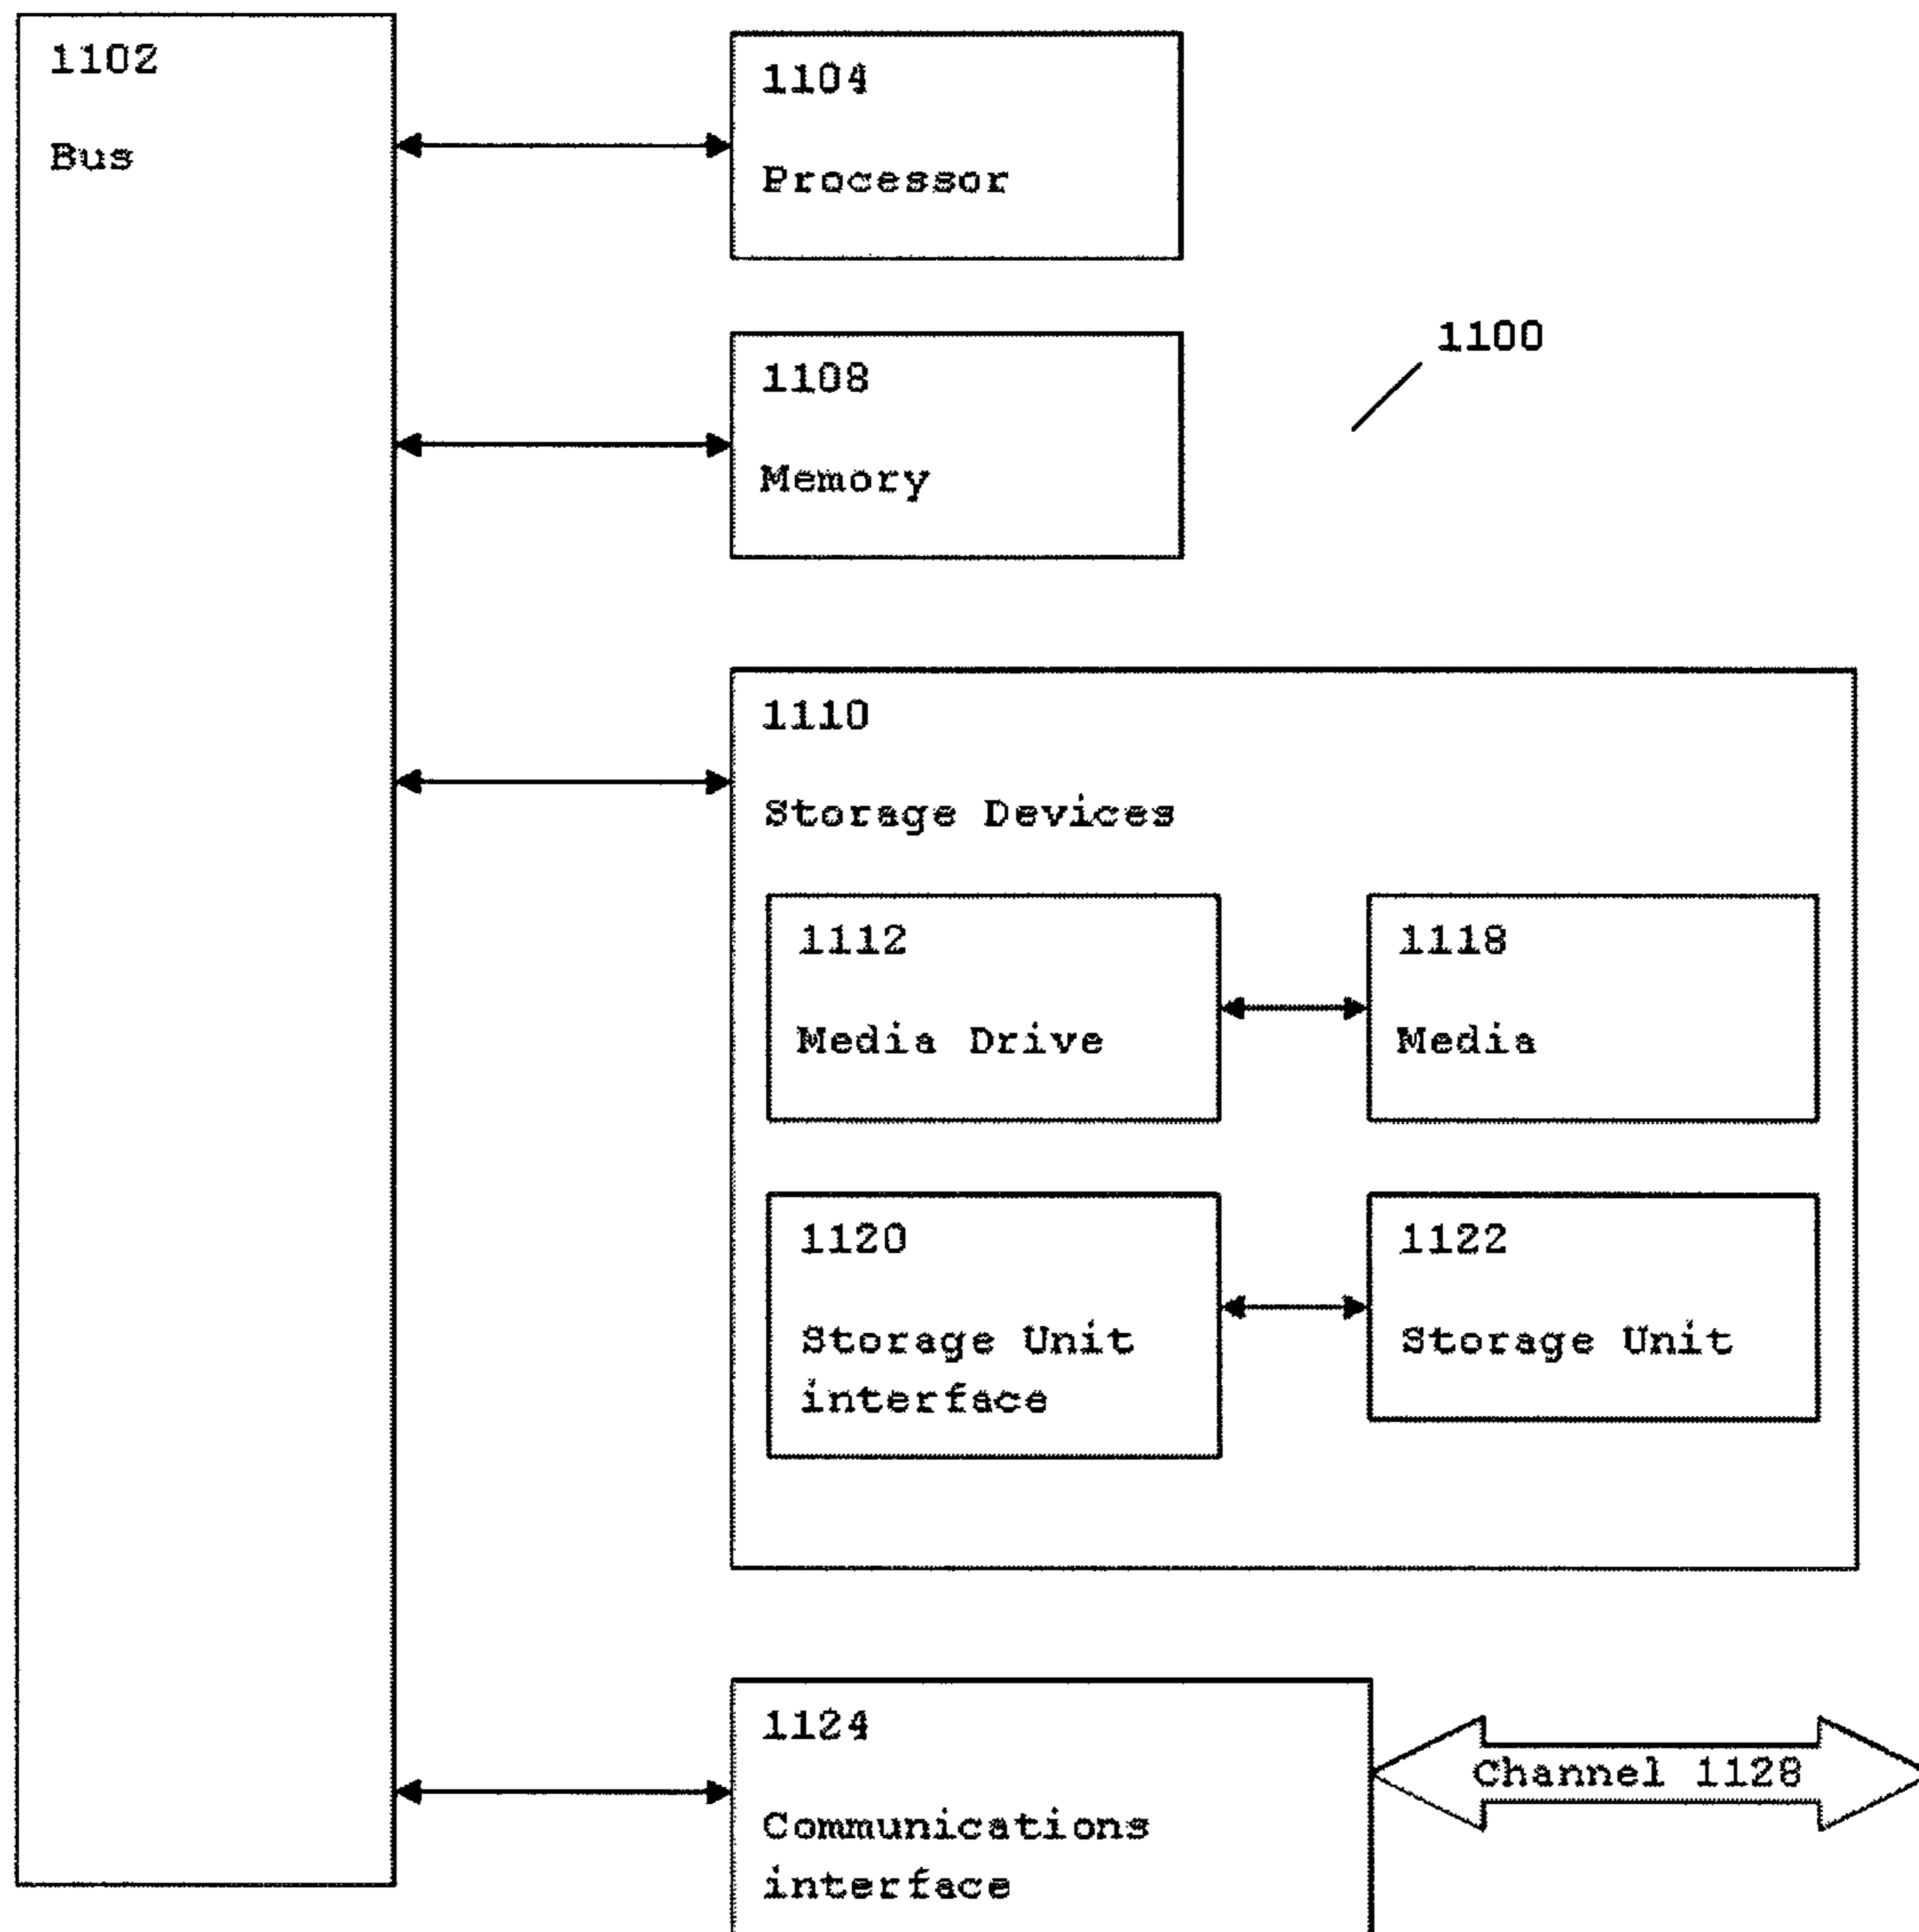 1102
Bus
1104
Processor
1100
1108
Memory
1110
Storage Devices
1112
Media Drive
1118
Media
1120
Storage Unit
interface
1122
Storage Unit
1124
Communications
interface
Channel 1128